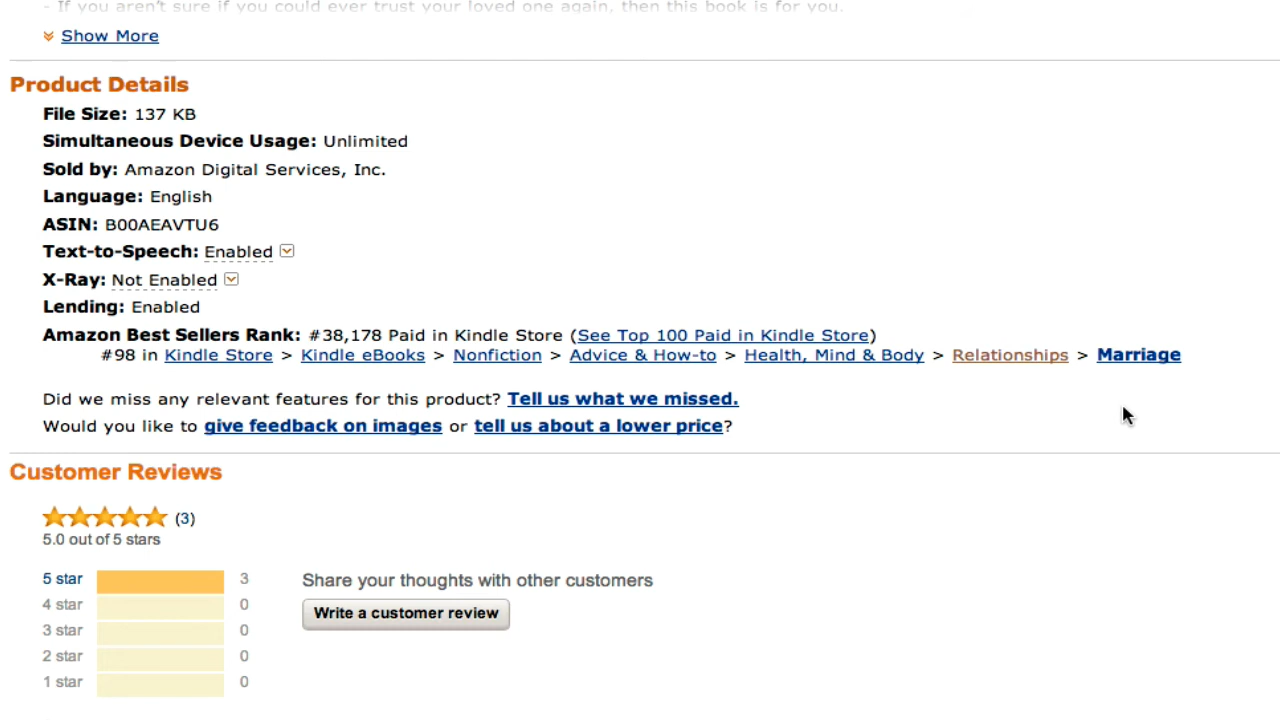 - If you aren't sure if you could ever trust your loved one again, then this book is for you.
Show More
Product Details
File Size: 137 KB
Simultaneous Device Usage: Unlimited
Sold by: Amazon Digital Services, Inc.
Language: English
ASIN: B00AEAVTU6
Text-to-Speech: Enabled
X-Ray: Not Enabled
Lending: Enabled
Amazon Best Sellers Rank: #38,178 Paid in Kindle Store (See Top 100 Paid in Kindle Store)
#98 in Kindle Store > Kindle eBooks > Nonfiction > Advice & How-to > Health, Mind & Body > Relationships > Marriage
Did we miss any relevant features for this product? Tell us what we missed.
Would you like to give feedback on images or tell us about a lower price?
Customer Reviews
(3)
5.0 out of 5 stars
5 star 3
4 star 0
3 star 0
2 star 0
1 star 0
Share your thoughts with other customers
Write a customer review